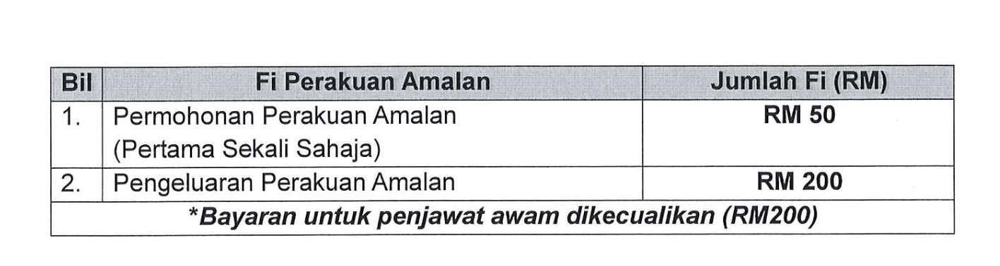 Bil Fi Perakuan Amalan Jumlah Fi (RM)
1. Permohonan Perakuan Amalan RM 50
(Pertama Sekali Sahaja)
2. Pengeluaran Perakuan Amalan RM 200
*Bayaran untuk penjawat awam dikecualikan (RM200)